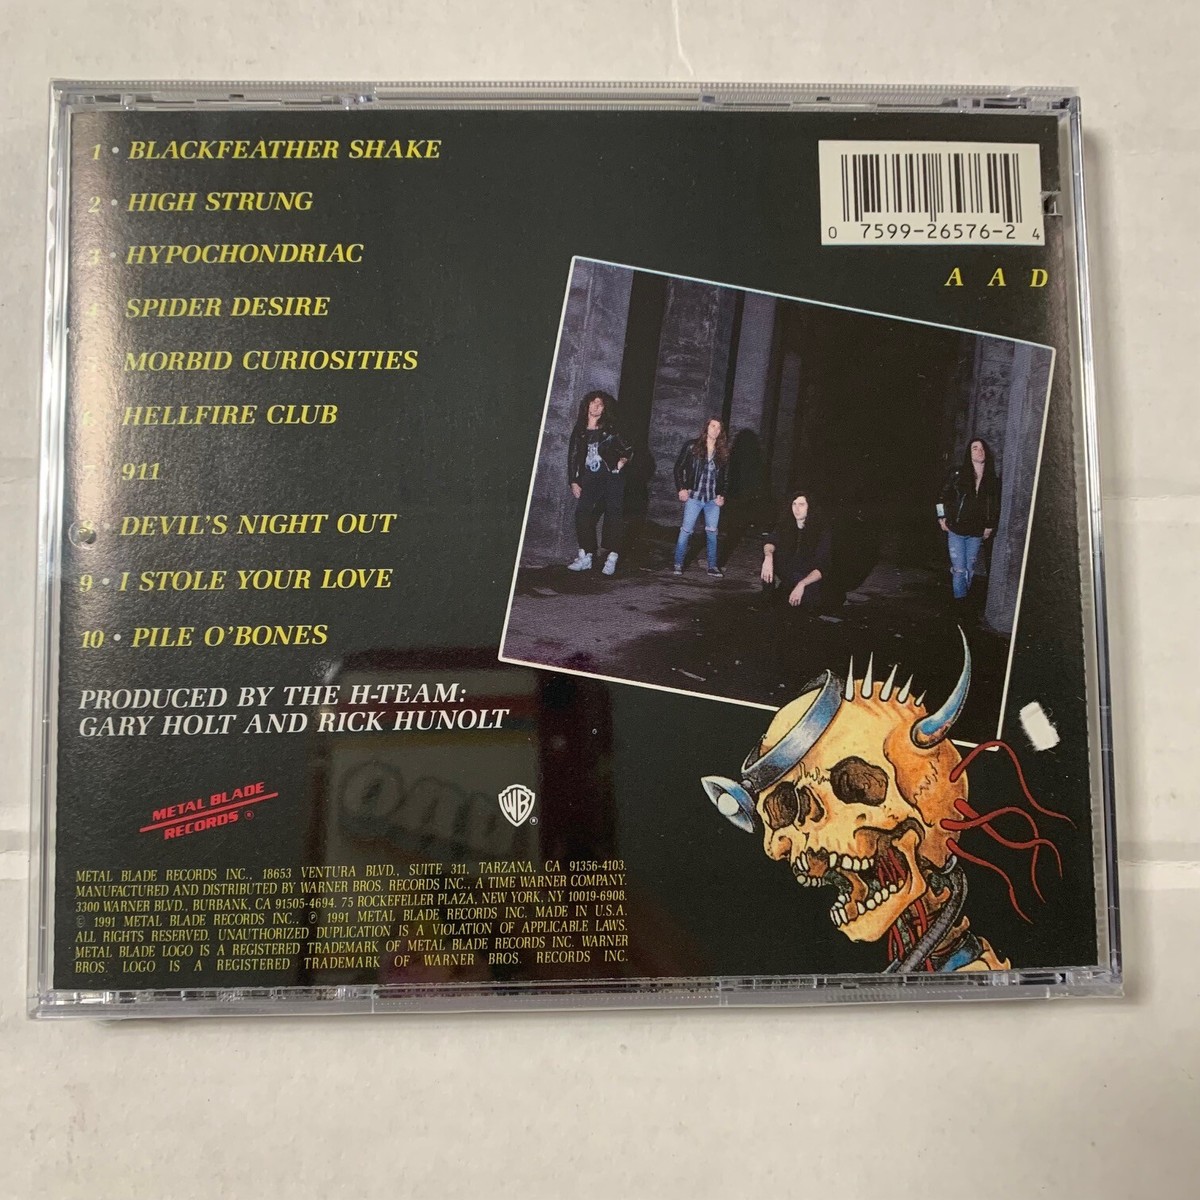 1 • BLACKFEATHER SHAKE
2 • HIGH STRUNG
3 • HYPOCHONDRIAC
4 SPIDER DESIRE
MORBID CURIOSITIES
6 HELLFIRE CLUB
7 911
8 DEVIL'S NIGHT OUT
9 • I STOLE YOUR LOVE
10 • PILE O'BONES
PRODUCED BY THE H-TEAM:
GARY HOLT AND RICK HUNOLT
0 7599-26576-2 4
A A D
METAL BLADE
RECORDS ®
WB ®
METAL BLADE RECORDS INC., 18653 VENTURA BLVD., SUITE 311, TARZANA, CA 91356-4103.
MANUFACTURED AND DISTRIBUTED BY WARNER BROS. RECORDS INC., A TIME WARNER COMPANY.
3300 WARNER BLVD., BURBANK, CA 91505-4694. 75 ROCKEFELLER PLAZA, NEW YORK, NY 10019-6908.
© 1991 METAL BLADE RECORDS INC., ℗ 1991 METAL BLADE RECORDS INC. MADE IN U.S.A.
ALL RIGHTS RESERVED. UNAUTHORIZED DUPLICATION IS A VIOLATION OF APPLICABLE LAWS.
METAL BLADE LOGO IS A REGISTERED TRADEMARK OF METAL BLADE RECORDS INC. WARNER
BROS. LOGO IS A REGISTERED TRADEMARK OF WARNER BROS. RECORDS INC.